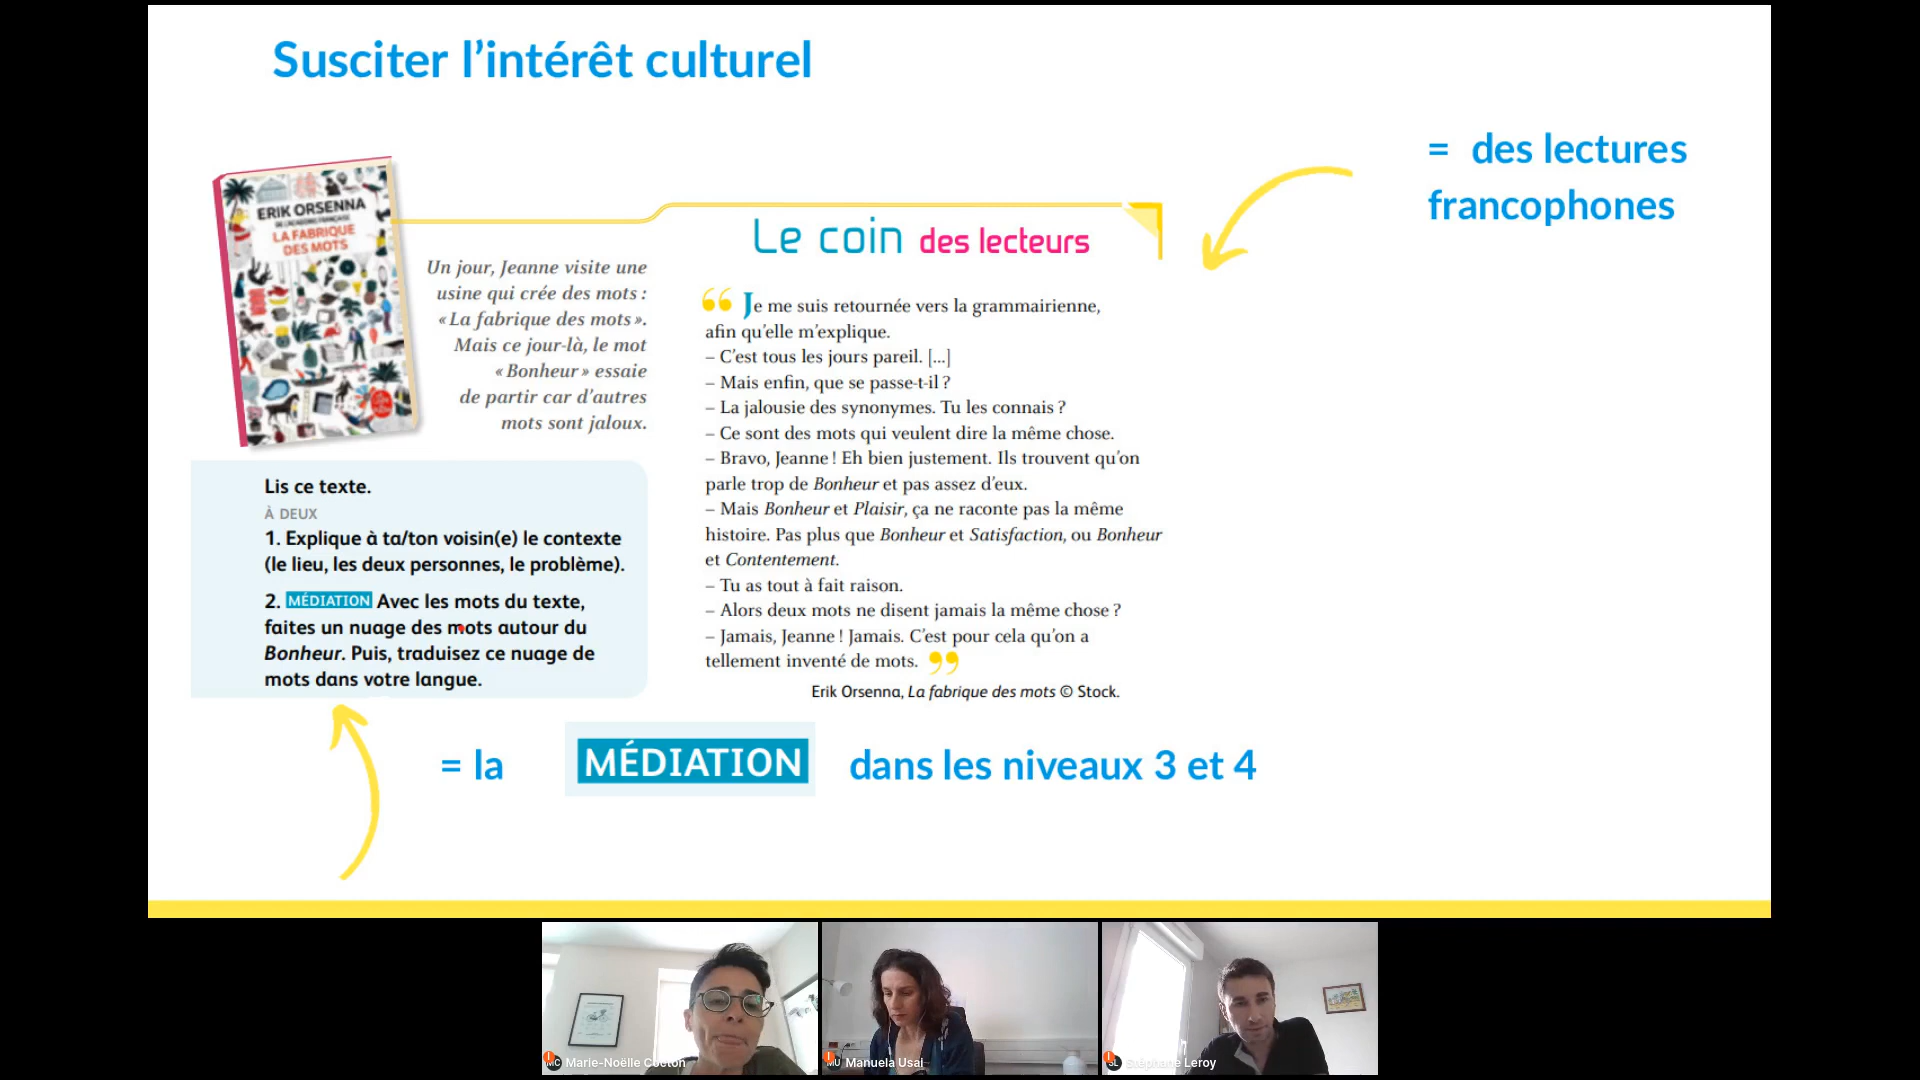 Susciter l'intérêt culturel
= des lectures
francophones
ERIK ORSENNA
DE L'ACADÉMIE FRANÇAISE
LA FABRIQUE
DES MOTS
Un jour, Jeanne visite une
usine qui crée des mots :
« La fabrique des mots ».
Mais ce jour-là, le mot
« Bonheur » essaie
de partir car d'autres
mots sont jaloux.
Lis ce texte.
À DEUX
1. Explique à ta/ton voisin(e) le contexte
(le lieu, les deux personnes, le problème).
2. MÉDIATION Avec les mots du texte,
faites un nuage des mots autour du
Bonheur. Puis, traduisez ce nuage de
mots dans votre langue.
Le coin des lecteurs
“ Je me suis retournée vers la grammairienne,
afin qu'elle m'explique.
– C'est tous les jours pareil. [...]
– Mais enfin, que se passe-t-il ?
– La jalousie des synonymes. Tu les connais ?
– Ce sont des mots qui veulent dire la même chose.
– Bravo, Jeanne ! Eh bien justement. Ils trouvent qu'on
parle trop de Bonheur et pas assez d'eux.
– Mais Bonheur et Plaisir, ça ne raconte pas la même
histoire. Pas plus que Bonheur et Satisfaction, ou Bonheur
et Contentement.
– Tu as tout à fait raison.
– Alors deux mots ne disent jamais la même chose ?
– Jamais, Jeanne ! Jamais. C'est pour cela qu'on a
tellement inventé de mots. ”
Erik Orsenna, La fabrique des mots © Stock.
= la MÉDIATION dans les niveaux 3 et 4
MC Marie-Noëlle Cocton
MU Manuela Usai
SL Stéphane Leroy